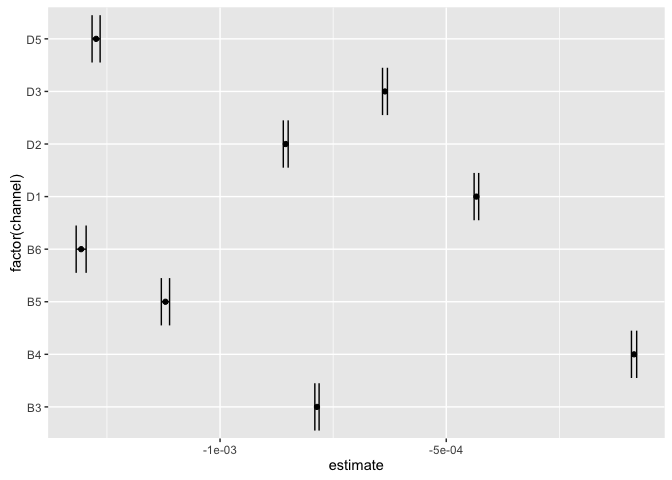 D5
D3
D2
D1
B6
B5
B4
B3
factor(channel)
-1e-03
-5e-04
estimate